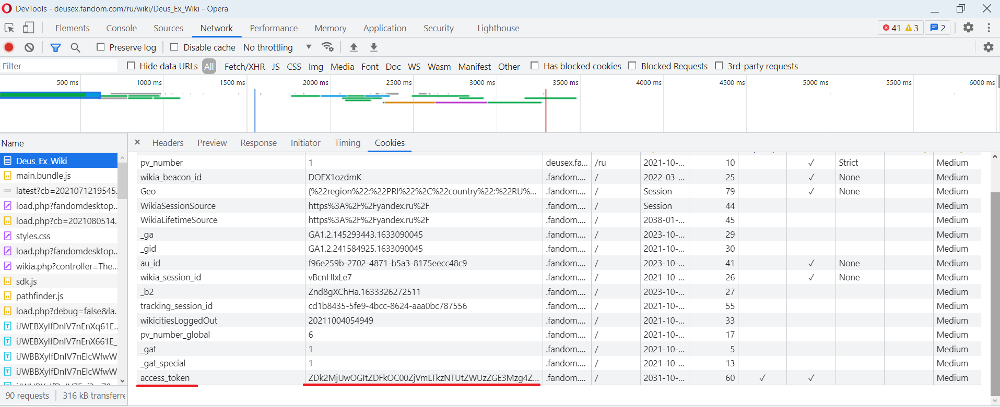 DevTools - deusex.fandom.com/ru/wiki/Deus_Ex_Wiki - Opera
Elements Console Sources Network Performance Memory Application Security Lighthouse 41 3 2
Preserve log Disable cache No throttling
Filter Hide data URLs All Fetch/XHR JS CSS Img Media Font Doc WS Wasm Manifest Other Has blocked cookies Blocked Requests 3rd-party requests
500 ms 1000 ms 1500 ms 2000 ms 2500 ms 3000 ms 3500 ms 4000 ms 4500 ms 5000 ms 5500 ms 6000 ms
Name
Deus_Ex_Wiki
main.bundle.js
latest?cb=2021071219545.
load.php?fandomdesktop..
load.php?cb=2021080514.
styles.css
load.php?fandomdesktop..
wikia.php?controller=The...
sdk.js
pathfinder.js
load.php?debug=false&la..
iJWEBXyIfDnIV7nEnXq61E..
iJWEBXyIfDnIV7nEnX661E_
iJWBBXyIfDnIV7nElcWfwW
iJWBBXyIfDnIV7nElcWfwW
90 requests 316 kB transferre
× Headers Preview Response Initiator Timing Cookies
pv_number 1 deusex.fa... /ru 2021-10-... 10 ✓ Strict Medium
wikia_beacon_id DOEX1ozdmK .fandom.... / 2022-03-... 25 ✓ None Medium
Geo {%22region%22:%22PRI%22%2C%22country%22:%22RU%... .fandom.... / Session 79 ✓ None Medium
WikiaSessionSource https%3A%2F%2Fyandex.ru%2F .fandom.... / Session 44 Medium
WikiaLifetimeSource https%3A%2F%2Fyandex.ru%2F .fandom.... / 2038-01-... 45 Medium
_ga GA1.2.145293443.1633090045 .fandom.... / 2023-10-... 29 Medium
_gid GA1.2.241584925.1633090045 .fandom.... / 2021-10-... 30 Medium
au_id f96e259b-2702-4871-b5a3-8175eecc48c9 .fandom.... / 2023-10-... 41 ✓ None Medium
wikia_session_id vBcnHIxLe7 .fandom.... / 2021-10-... 26 ✓ None Medium
_b2 Znd8gXChHa.1633326272511 .fandom.... / 2023-10-... 27 Medium
tracking_session_id cd1b8435-5fe9-4bcc-8624-aaa0bc787556 .fandom.... / 2021-10-... 55 Medium
wikicitiesLoggedOut 20211004054949 .fandom.... / 2021-10-... 33 Medium
pv_number_global 6 .fandom.... / 2021-10-... 17 Medium
_gat 1 .fandom.... / 2021-10-... 5 Medium
_gat_special 1 .fandom.... / 2021-10-... 13 Medium
access_token ZDk2MjUwOGItZDFkOC00ZjVmLTkzNTUtZWUzZGE3Mzg4Z... .fandom.... / 2031-10-... 60 ✓ ✓ Medium